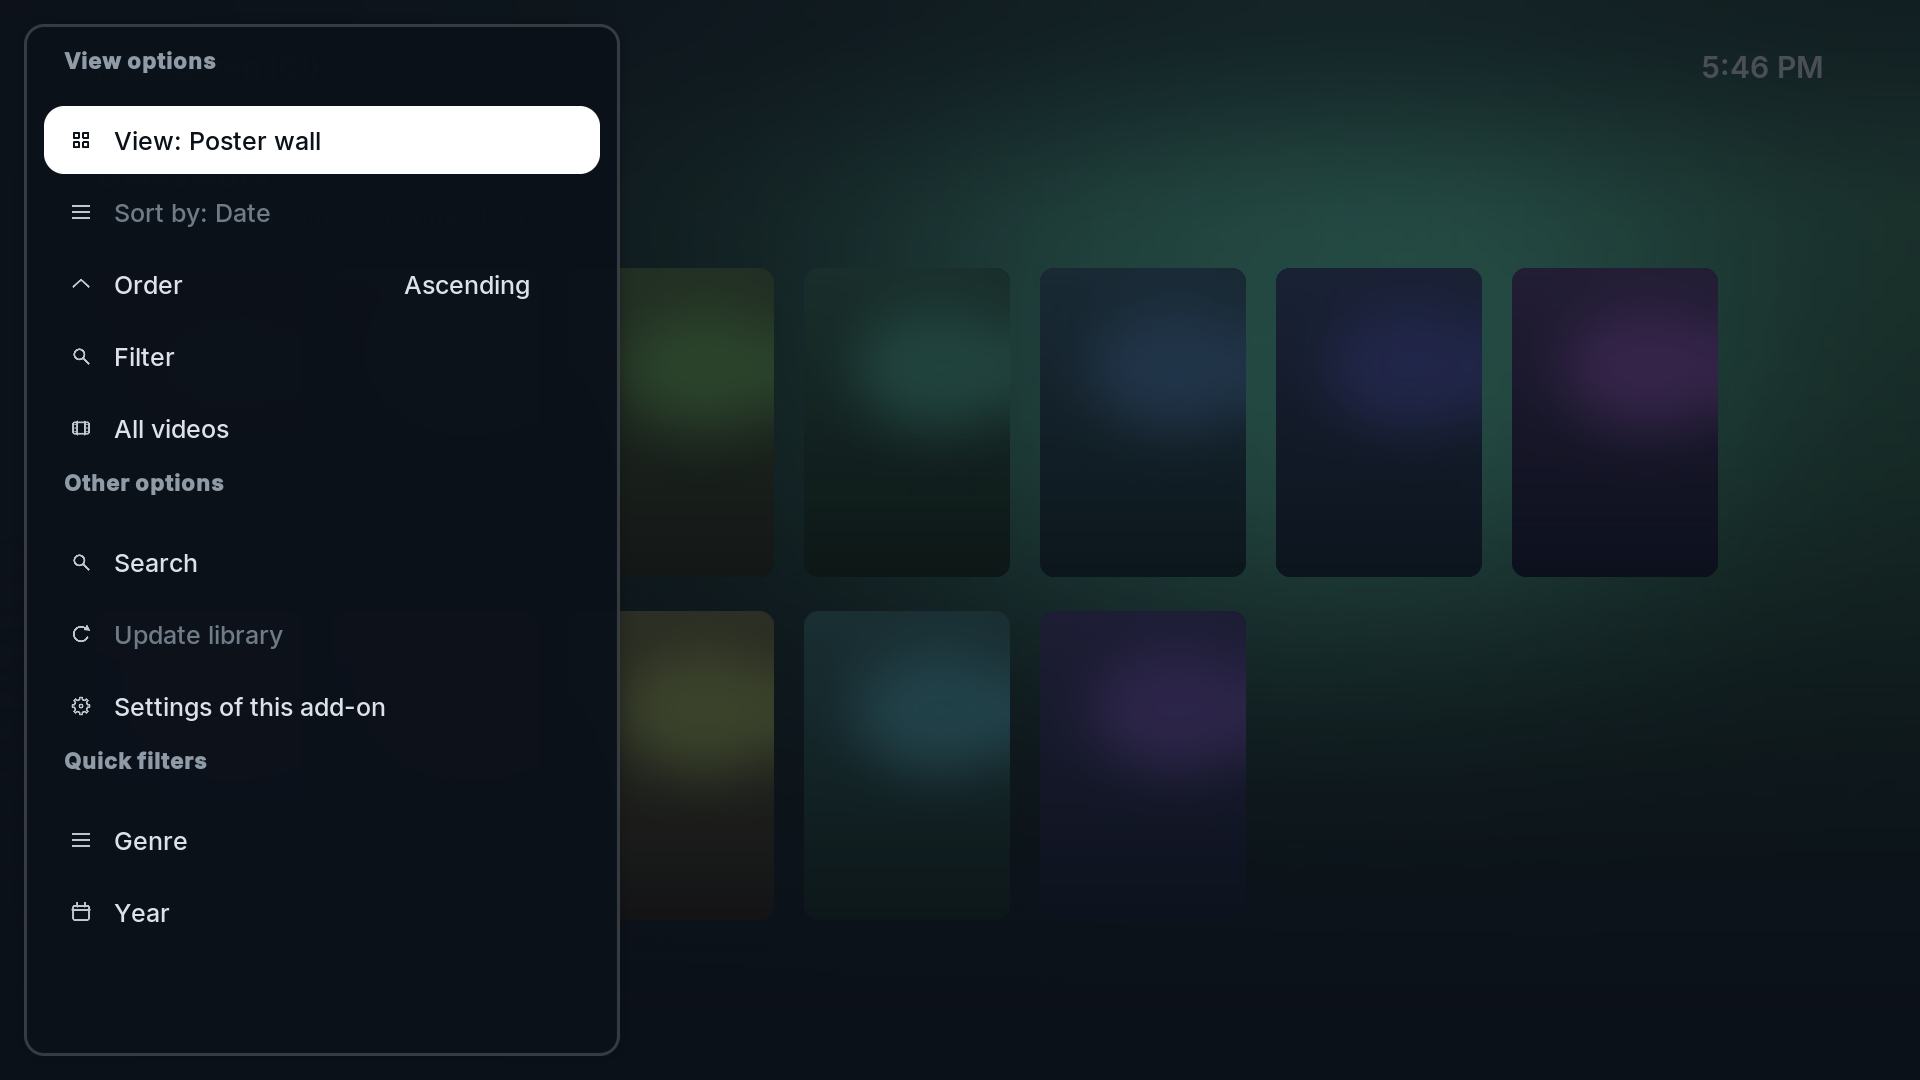 View options
5:46 PM
View: Poster wall
Sort by: Date
Order Ascending
Filter
All videos
Other options
Search
Update library
Settings of this add-on
Quick filters
Genre
Year